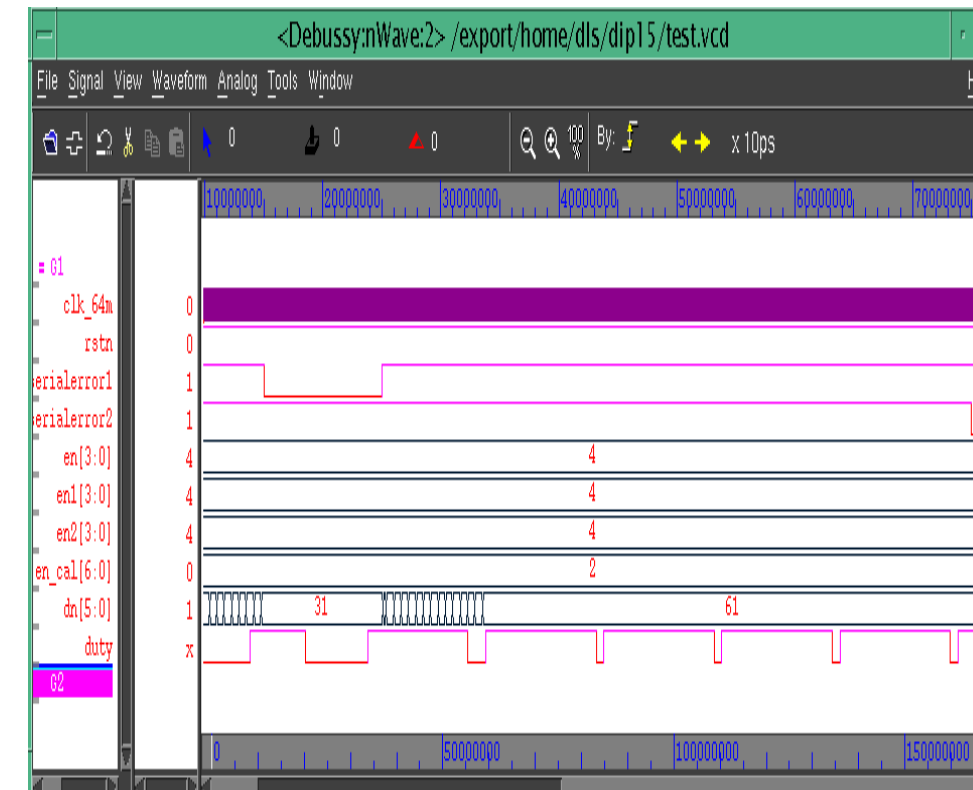 <Debussy:nWave:2> /export/home/dls/dip15/test.vcd
File Signal View Waveform Analog Tools Window H
0 0 0 100 % By: x 10ps
10000000 20000000 30000000 40000000 50000000 60000000 70000000
= G1
clk_64m 0
rstn 0
serialerror1 1
serialerror2 1
en[3:0] 4 4
en1[3:0] 4 4
en2[3:0] 4 4
en_cal[6:0] 0 2
dn[5:0] 1 31 61
duty x
G2
0 50000000 100000000 150000000